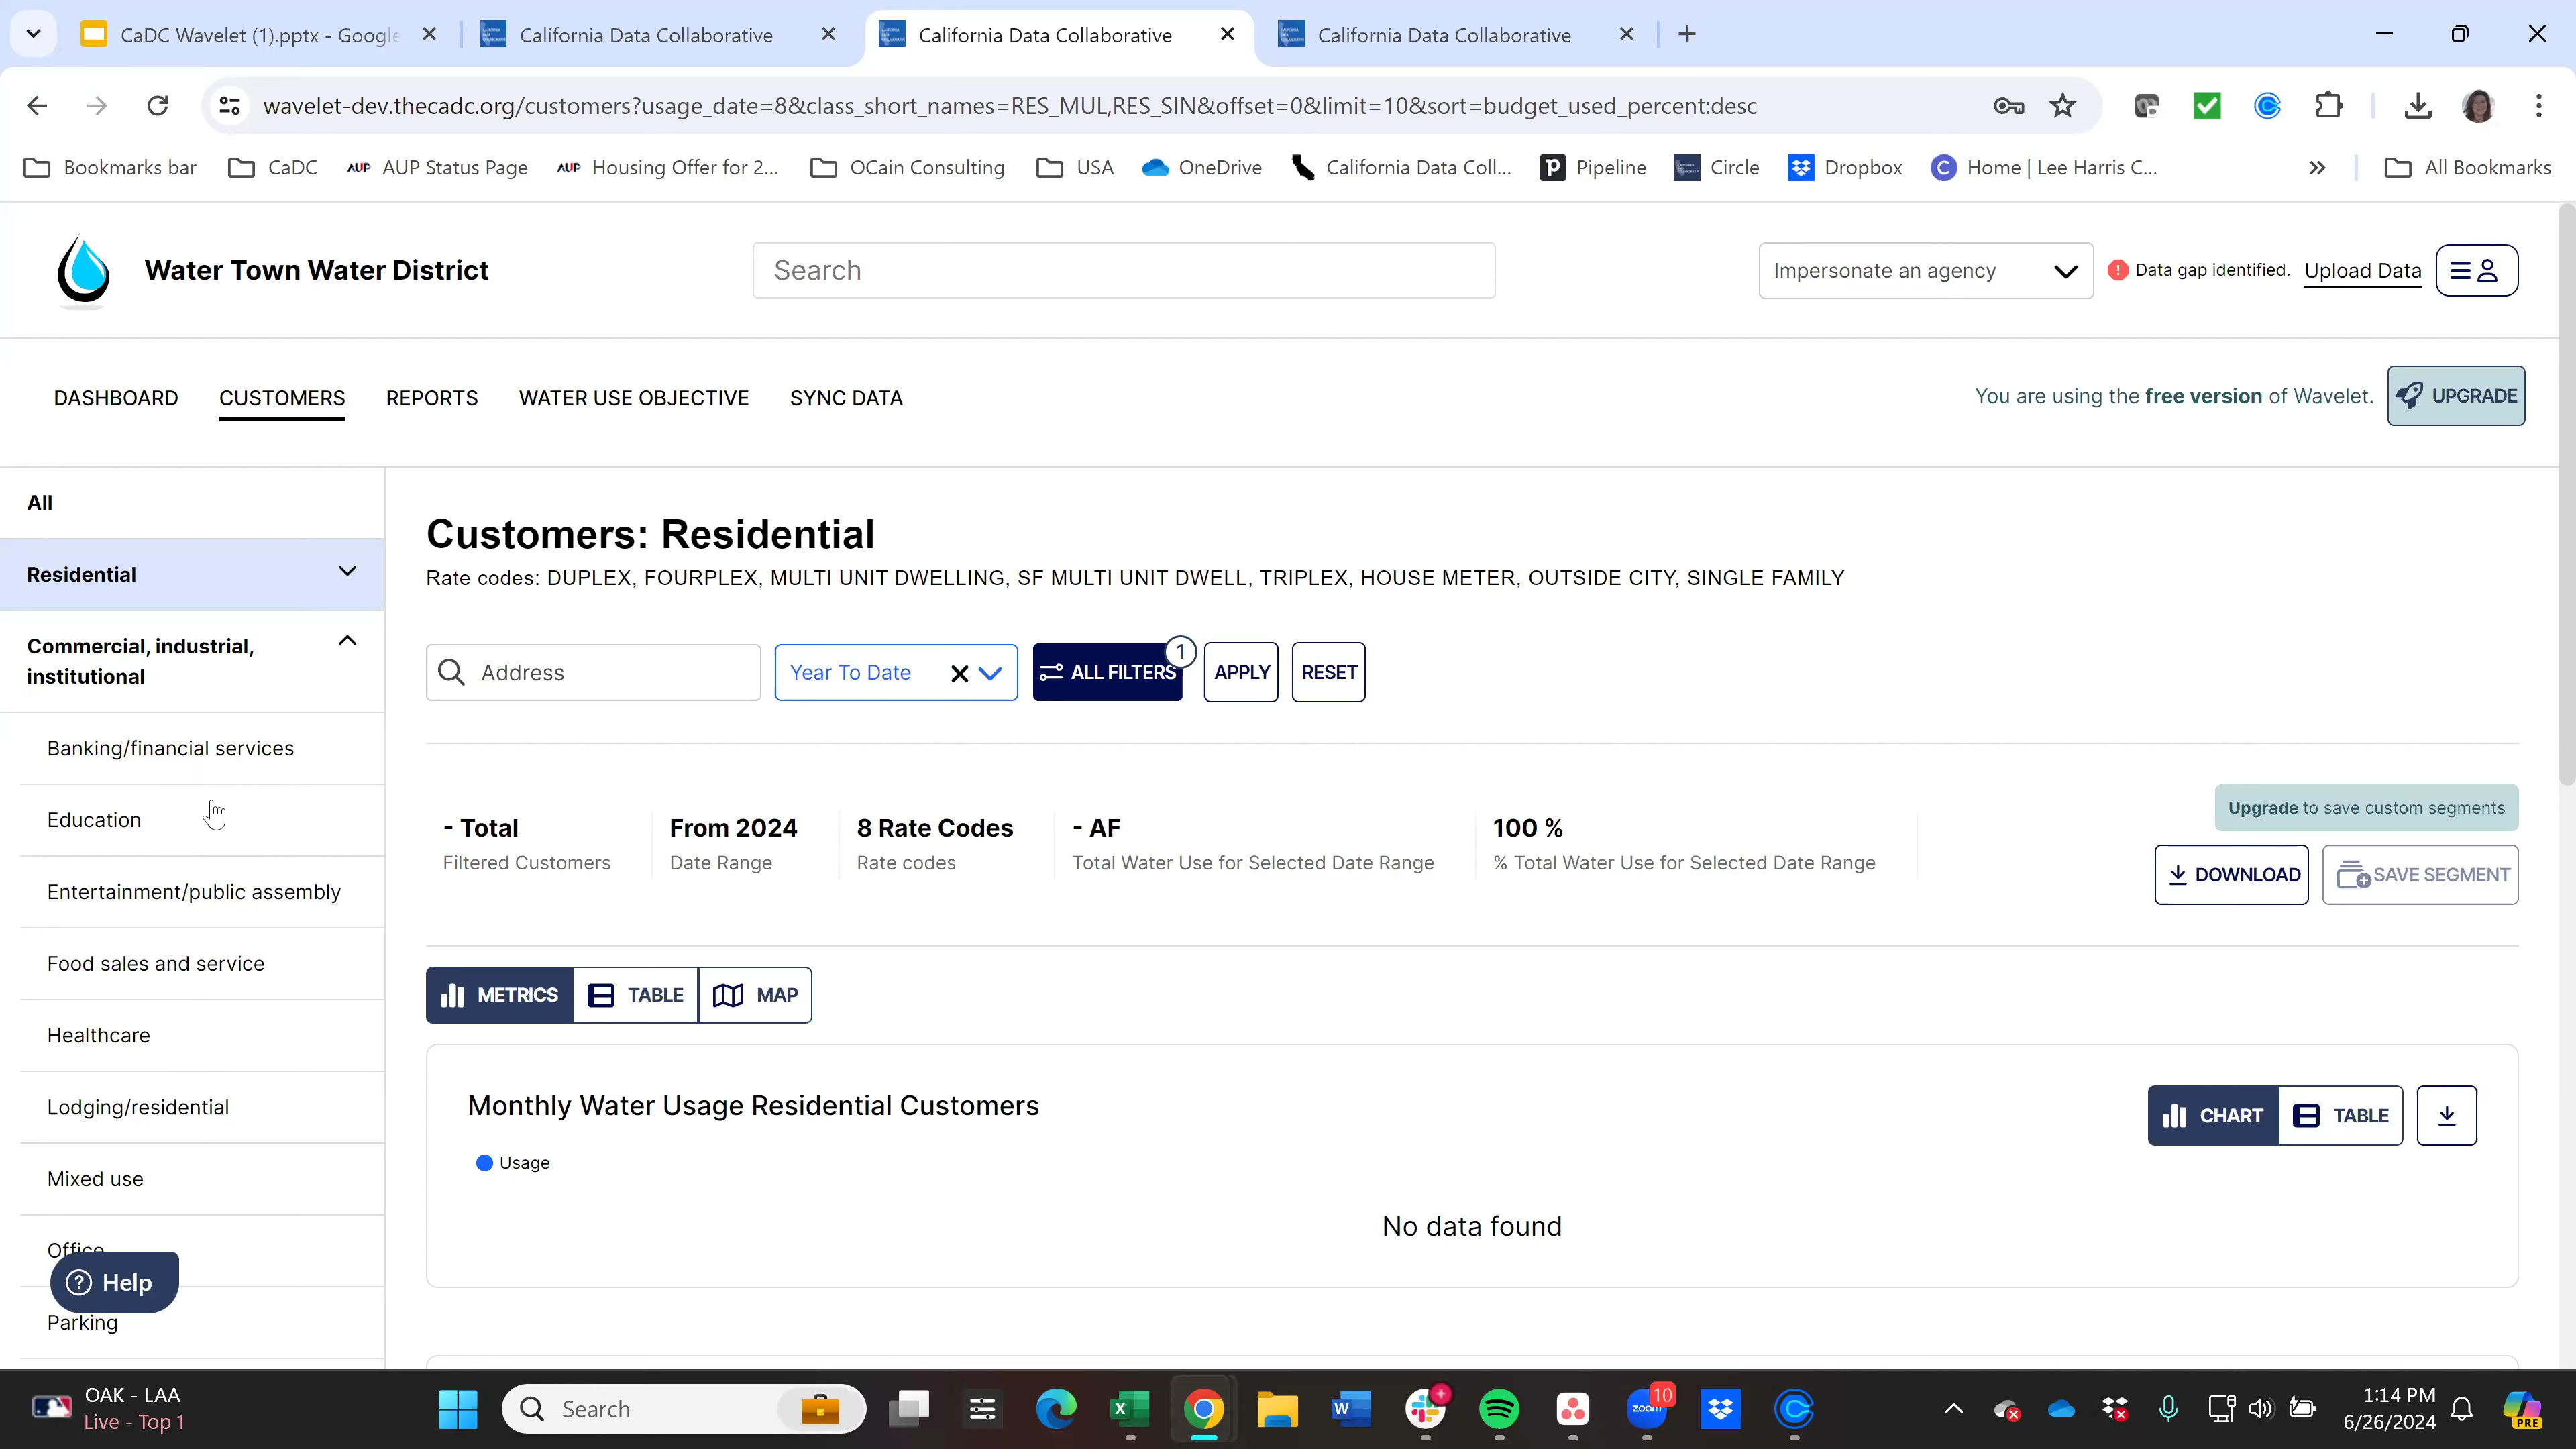 CaDC Wavelet (1).pptx - Google
California Data Collaborative
California Data Collaborative
California Data Collaborative
wavelet-dev.thecadc.org/customers?usage_date=8&class_short_names=RES_MUL,RES_SIN&offset=0&limit=10&sort=budget_used_percent:desc
Bookmarks bar
CaDC
AUP AUP Status Page
AUP Housing Offer for 2...
OCain Consulting
USA
OneDrive
California Data Coll...
Pipeline
Circle
Dropbox
C Home | Lee Harris C...
All Bookmarks
Water Town Water District
Search
Impersonate an agency
Data gap identified.
Upload Data
DASHBOARD
CUSTOMERS
REPORTS
WATER USE OBJECTIVE
SYNC DATA
You are using the free version of Wavelet.
UPGRADE
All
Residential
Commercial, industrial,
institutional
Banking/financial services
Education
Entertainment/public assembly
Food sales and service
Healthcare
Lodging/residential
Mixed use
Office
Parking
Help
Customers: Residential
Rate codes: DUPLEX, FOURPLEX, MULTI UNIT DWELLING, SF MULTI UNIT DWELL, TRIPLEX, HOUSE METER, OUTSIDE CITY, SINGLE FAMILY
Address
Year To Date
ALL FILTERS
1
APPLY
RESET
- Total
Filtered Customers
From 2024
Date Range
8 Rate Codes
Rate codes
- AF
Total Water Use for Selected Date Range
100 %
% Total Water Use for Selected Date Range
Upgrade to save custom segments
DOWNLOAD
SAVE SEGMENT
METRICS
TABLE
MAP
Monthly Water Usage Residential Customers
CHART
TABLE
Usage
No data found
OAK - LAA
Live - Top 1
Search
zoom
10
PRE
1:14 PM
6/26/2024